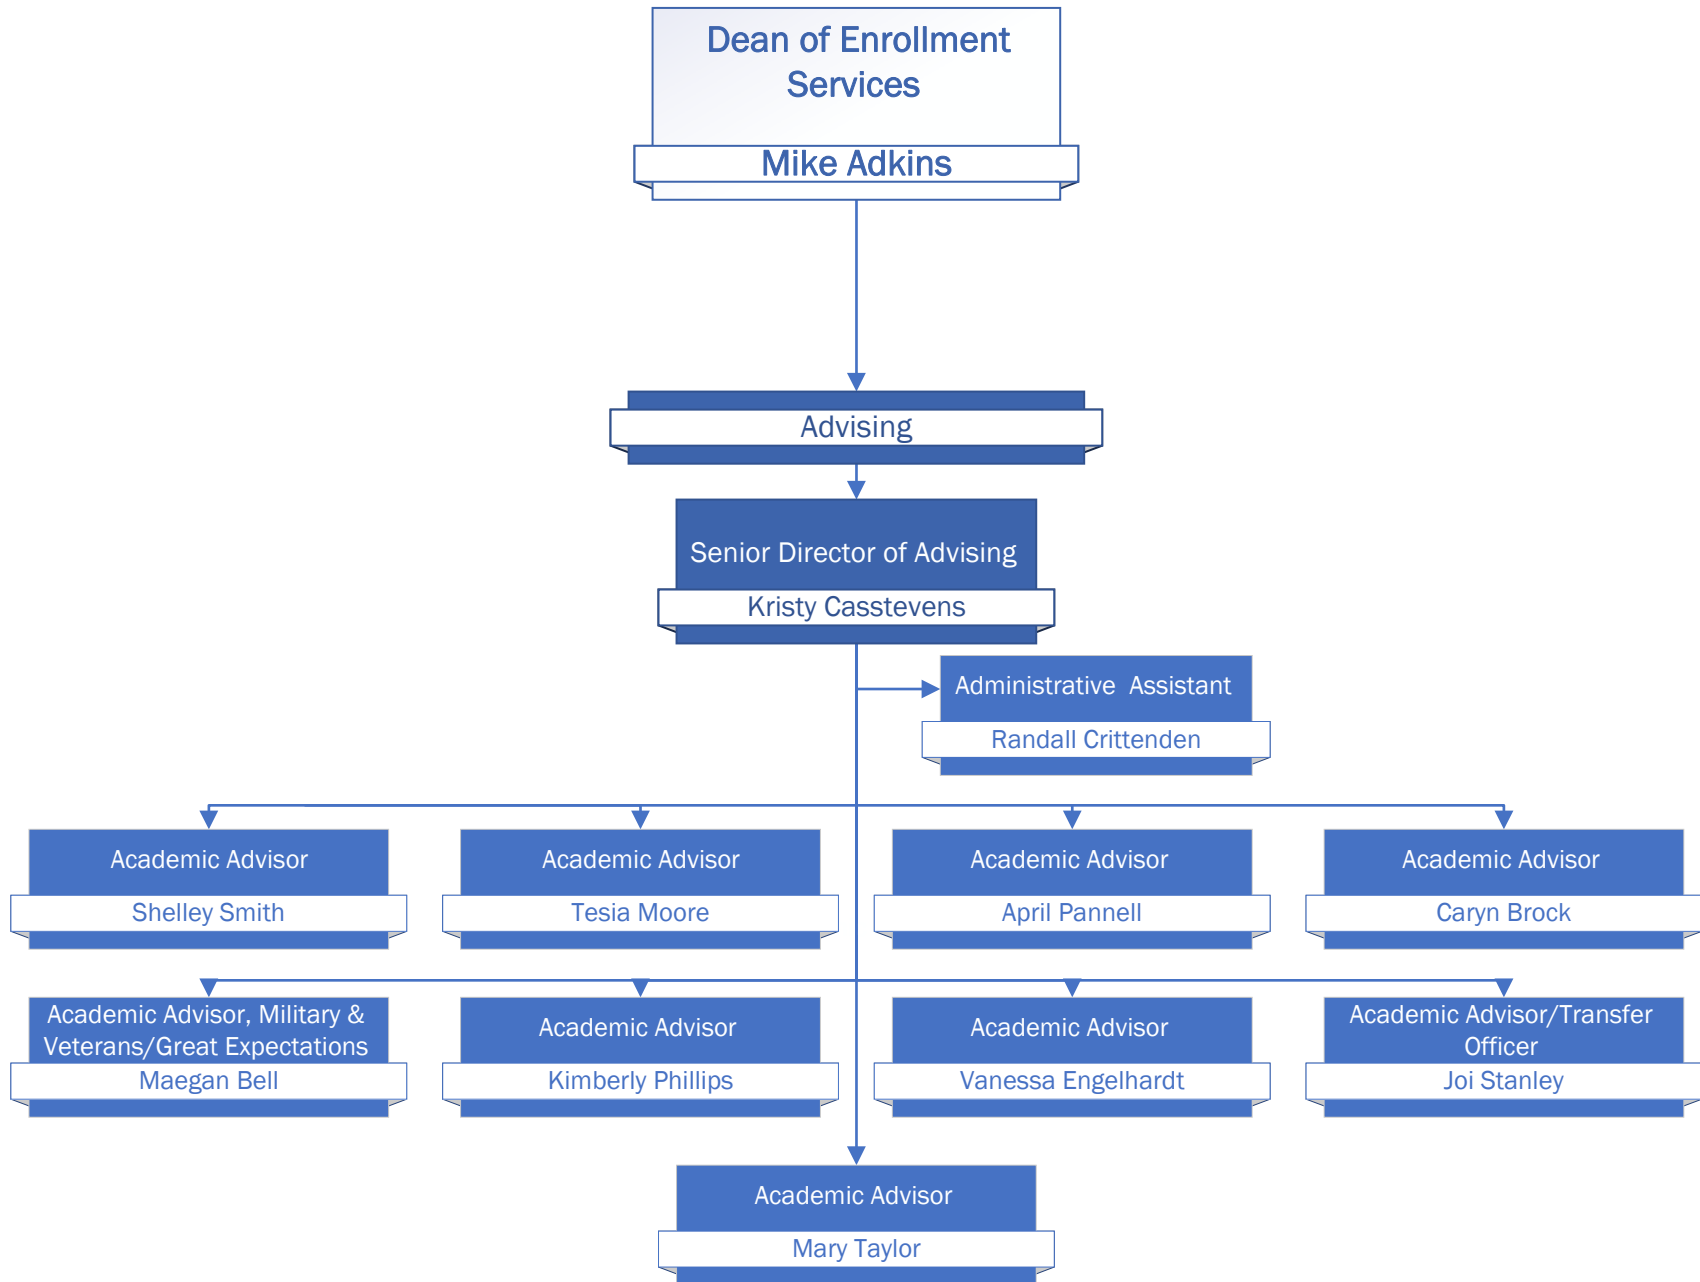 Dean of Enrollment
Services
Mike Adkins
Advising
Senior Director of Advising
Kristy Casstevens
Administrative  Assistant
Randall Crittenden
Academic Advisor
Shelley Smith
Academic Advisor
Tesia Moore
Academic Advisor
April Pannell
Academic Advisor
Caryn Brock
Academic Advisor, Military &
Veterans/Great Expectations
Maegan Bell
Academic Advisor
Kimberly Phillips
Academic Advisor
Vanessa Engelhardt
Academic Advisor/Transfer
Officer
Joi Stanley
Academic Advisor
Mary Taylor